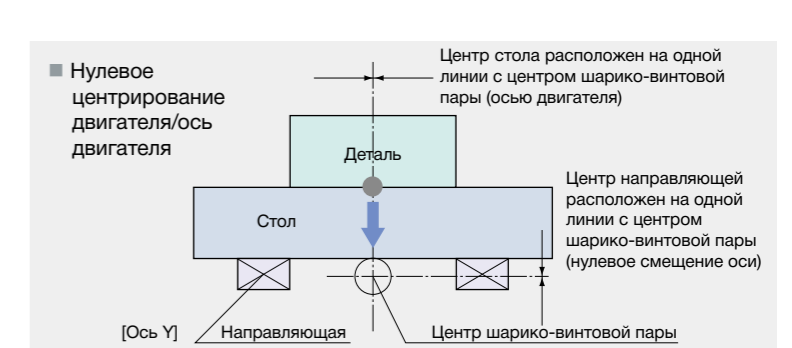 Нулевое
центрирование
двигателя/ось
двигателя
Центр стола расположен на одной
линии с центром шарико-винтовой
пары (осью двигателя)
Деталь
Центр направляющей
расположен на одной
линии с центром
шарико-винтовой пары
(нулевое смещение оси)
Стол
[Ось Y]
Направляющая
Центр шарико-винтовой пары